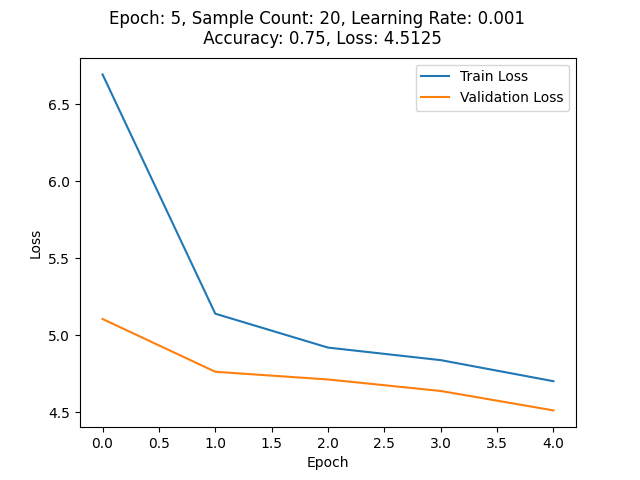 Epoch: 5, Sample Count: 20, Learning Rate: 0.001
Accuracy: 0.75, Loss: 4.5125
Train Loss
Validation Loss
6.5
6.0
5.5
5.0
4.5
Loss
0.0 0.5 1.0 1.5 2.0 2.5 3.0 3.5 4.0
Epoch